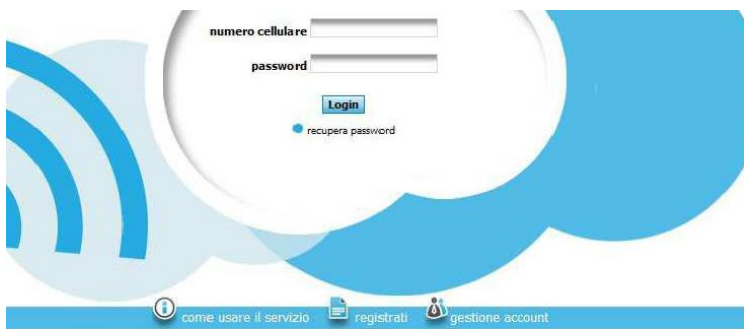 numero cellulare
password
Login
recupera password
come usare il servizio registrati gestione account